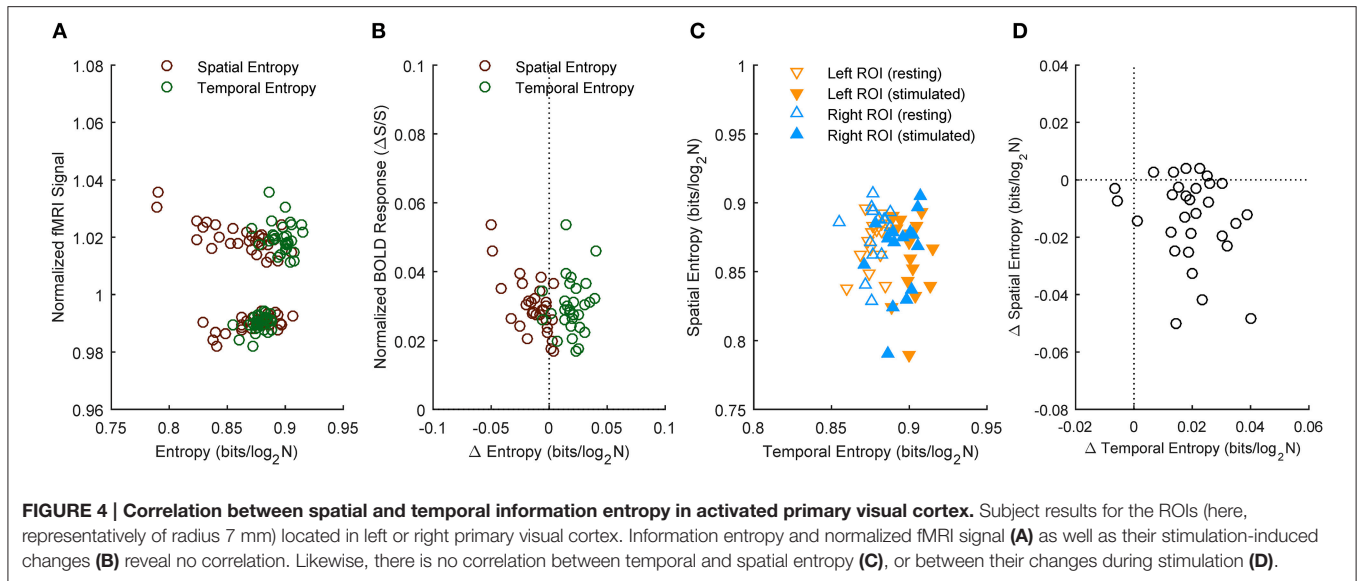 A
B
C
D
Spatial Entropy
Temporal Entropy
1.08
1.06
1.04
1.02
1
0.98
0.96
0.75
0.8
0.85
0.9
0.95
Normalized fMRI Signal
Entropy (bits/log2N)
Spatial Entropy
Temporal Entropy
0.1
0.08
0.06
0.04
0.02
0
-0.1
-0.05
0
0.05
0.1
Normalized BOLD Response (ΔS/S)
Δ Entropy (bits/log2N)
Left ROI (resting)
Left ROI (stimulated)
Right ROI (resting)
Right ROI (stimulated)
1
0.95
0.9
0.85
0.8
0.75
0.8
0.85
0.9
0.95
Spatial Entropy (bits/log2N)
Temporal Entropy (bits/log2N)
0.04
0.02
0
-0.02
-0.04
-0.06
-0.08
-0.02
0
0.02
0.04
0.06
Δ Spatial Entropy (bits/log2N)
Δ Temporal Entropy (bits/log2N)
FIGURE 4 | Correlation between spatial and temporal information entropy in activated primary visual cortex. Subject results for the ROIs (here,
representatively of radius 7 mm) located in left or right primary visual cortex. Information entropy and normalized fMRI signal (A) as well as their stimulation-induced
changes (B) reveal no correlation. Likewise, there is no correlation between temporal and spatial entropy (C), or between their changes during stimulation (D).